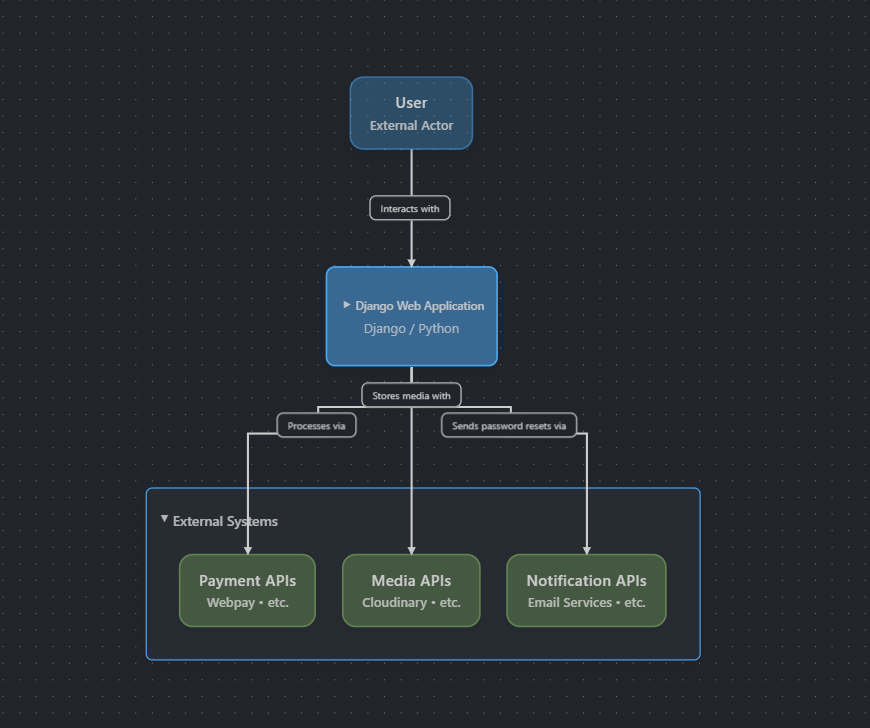 User
External Actor
Interacts with
Django Web Application
Django / Python
Stores media with
Processes via
Sends password resets via
External Systems
Payment APIs
Webpay • etc.
Media APIs
Cloudinary • etc.
Notification APIs
Email Services • etc.